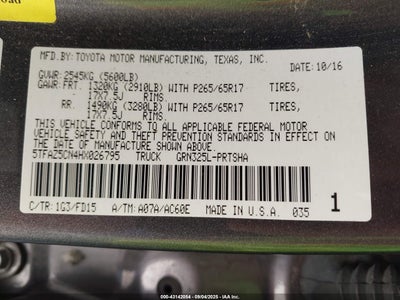 MFD.BY:TOYOTA MOTOR MANUFACTURING, TEXAS, INC.
DATE: 10/16
GVWR:2545KG (5600LB)
GAWR:FRT. 1320KG (2910LB) WITH P265/65R17 TIRES,
17X7.5J RIMS.
RR. 1490KG (3280LB) WITH P265/65R17 TIRES,
17X7.5J RIMS.
THIS VEHICLE CONFORMS TO ALL APPLICABLE FEDERAL MOTOR
VEHICLE SAFETY AND THEFT PREVENTION STANDARDS IN EFFECT ON
THE DATE OF MANUFACTURE SHOWN ABOVE.
5TFAZ5CN4HX026795 TRUCK GRN325L-PRTSHA
C/TR:1G3/FD15 A/TM:A07A/AC60E MADE IN U.S.A. 035
1
000-43142054 - 09/04/2025 - IAA Inc.